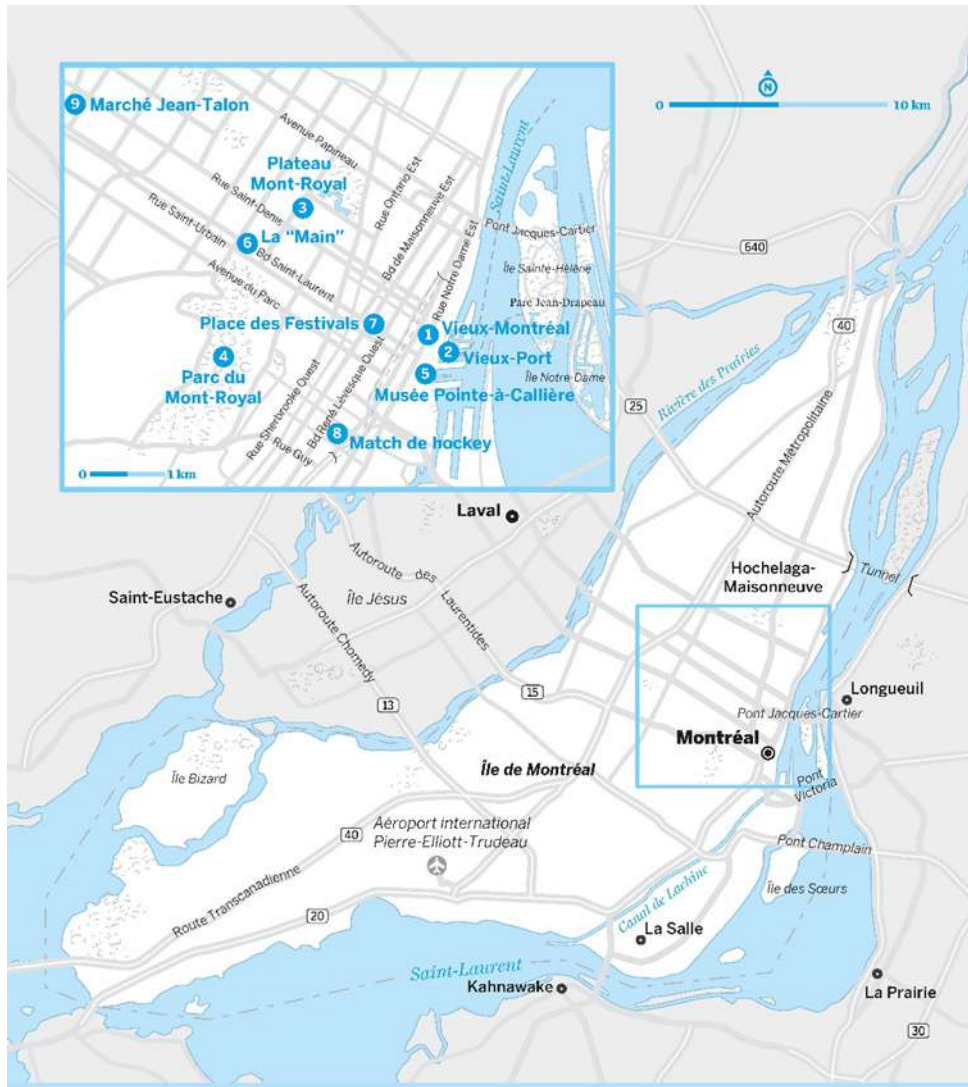 N
0 10 km
9 Marché Jean-Talon
Avenue Papineau
Plateau
Mont-Royal
3
Rue Saint-Denis
Rue Ontario Est
Bd de Maisonneuve Est
Saint-Laurent
Rue Saint-Urbain
6 La "Main"
Bd Saint-Laurent
Rue Notre Dame Est
Pont Jacques-Cartier
Île Sainte-Hélène
Avenue du Parc
Parc Jean-Drapeau
Place des Festivals 7
1 Vieux-Montréal
2 Vieux-Port
4
Parc du
Mont-Royal
5
Musée Pointe-à-Callière
Île Notre-Dame
Rue Sherbrooke Ouest
Bd René Lévesque Ouest
8 Match de hockey
Rue Guy
0 1 km
640
40
Rivière des Prairies
25
Autoroute Métropolitaine
Laval
Autoroute des
Laurentides
Hochelaga-
Maisonneuve
Tunnel
Saint-Eustache
Île Jésus
Autoroute Chomedy
15
13
Longueuil
Pont Jacques-Cartier
Montréal
Île Bizard
Île de Montréal
Pont
Victoria
40
Aéroport international
Pierre-Elliott-Trudeau
Pont Champlain
Route Transcanadienne
20
Canal de Lachine
Île des Sœurs
La Salle
Saint-Laurent
Kahnawake
La Prairie
30